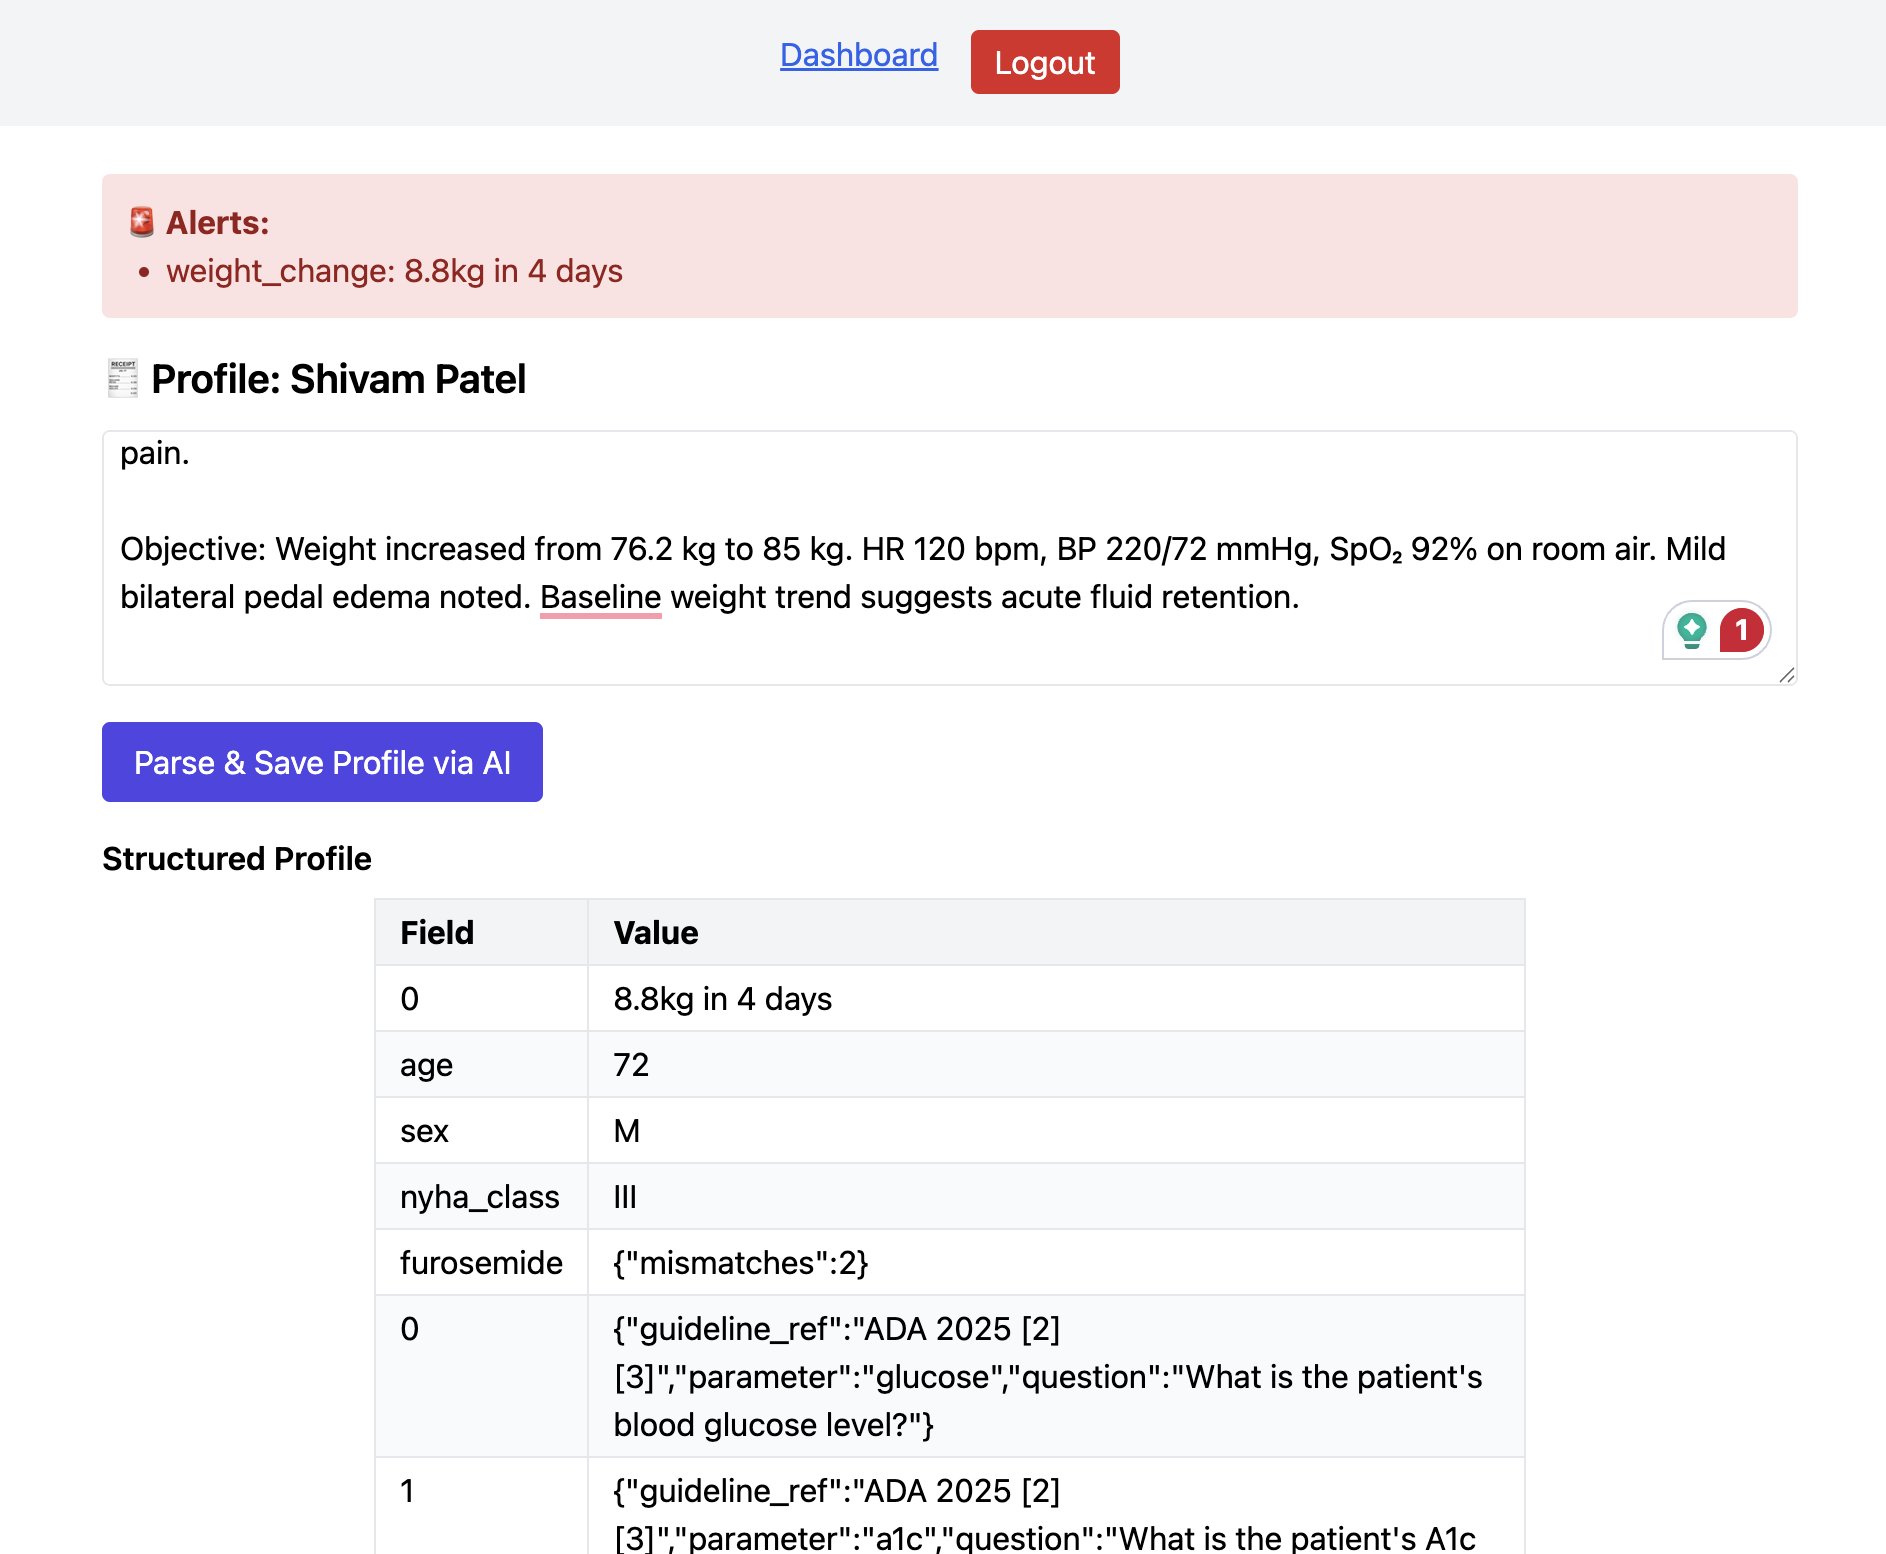 Dashboard
Logout
Alerts:
• weight_change: 8.8kg in 4 days
Profile: Shivam Patel
pain.
Objective: Weight increased from 76.2 kg to 85 kg. HR 120 bpm, BP 220/72 mmHg, SpO₂ 92% on room air. Mild
bilateral pedal edema noted. Baseline weight trend suggests acute fluid retention.
1
Parse & Save Profile via AI
Structured Profile
Field Value
0 8.8kg in 4 days
age 72
sex M
nyha_class III
furosemide {"mismatches":2}
0 {"guideline_ref":"ADA 2025 [2]
[3]","parameter":"glucose","question":"What is the patient's
blood glucose level?"}
1 {"guideline_ref":"ADA 2025 [2]
[3]","parameter":"a1c","question":"What is the patient's A1c